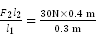 F₂l₂/l₁ = 30N×0.4 m/0.3 m